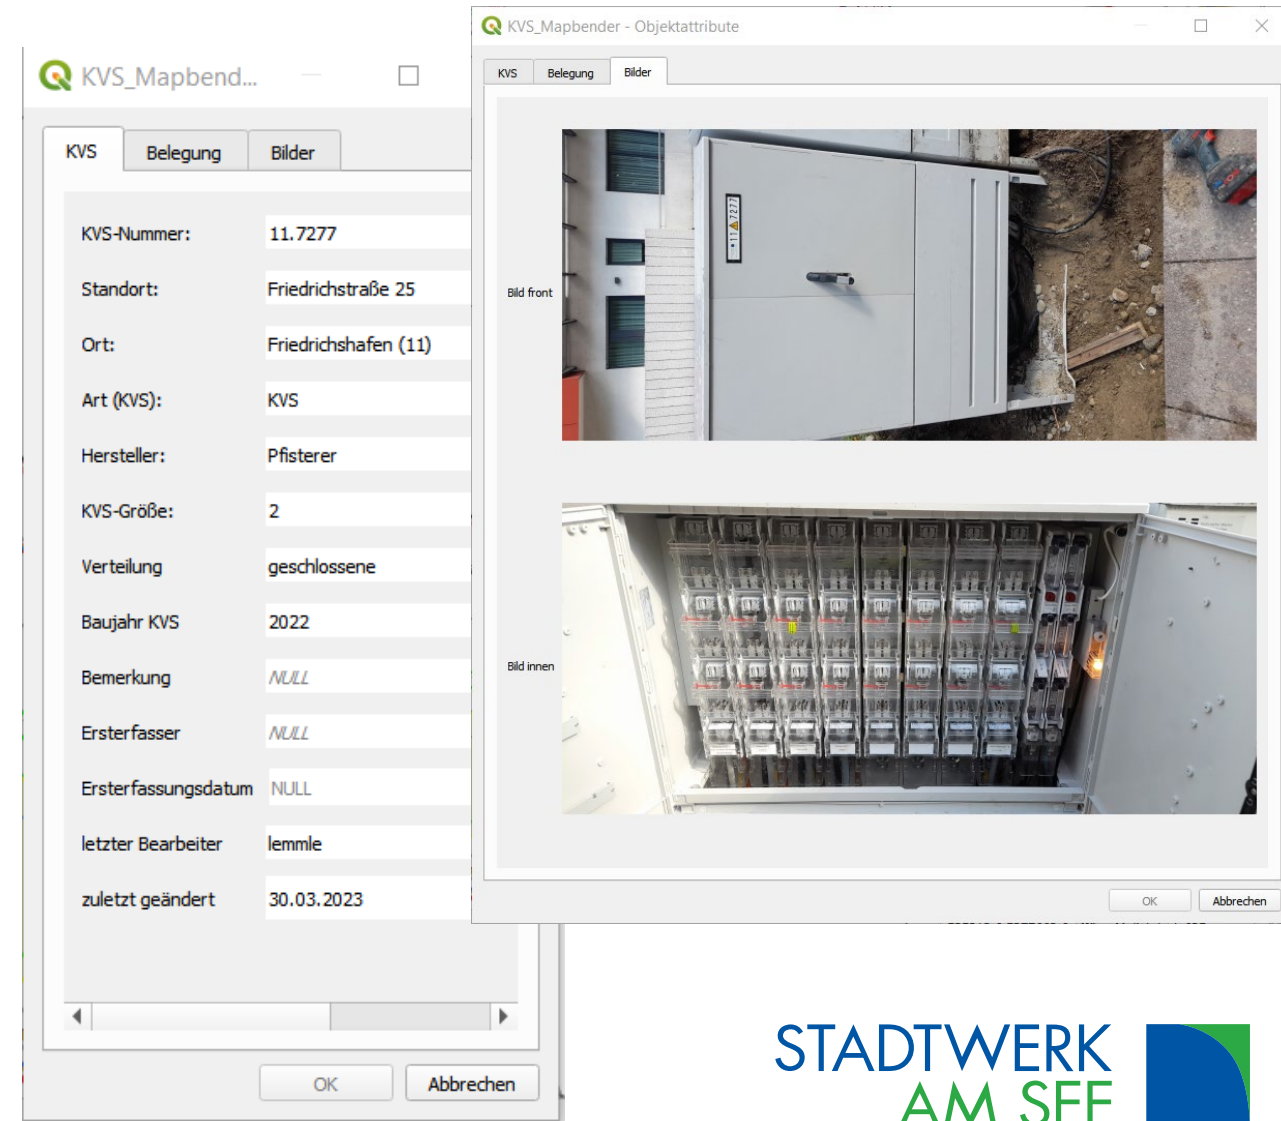 KVS_Mapbend...
KVS
Belegung
Bilder
KVS-Nummer:
11.7277
Standort:
Friedrichstraße 25
Ort:
Friedrichshafen (11)
Art (KVS):
KVS
Hersteller:
Pfisterer
KVS-Größe:
2
Verteilung
geschlossene
Baujahr KVS
2022
Bemerkung
NULL
Ersterfasser
NULL
Ersterfassungsdatum
NULL
letzter Bearbeiter
lemmle
zuletzt geändert
30.03.2023
OK
Abbrechen
KVS_Mapbender - Objektattribute
KVS
Belegung
Bilder
Bild front
11 7277
Bild innen
OK
Abbrechen
STADTWERK
AM SEE